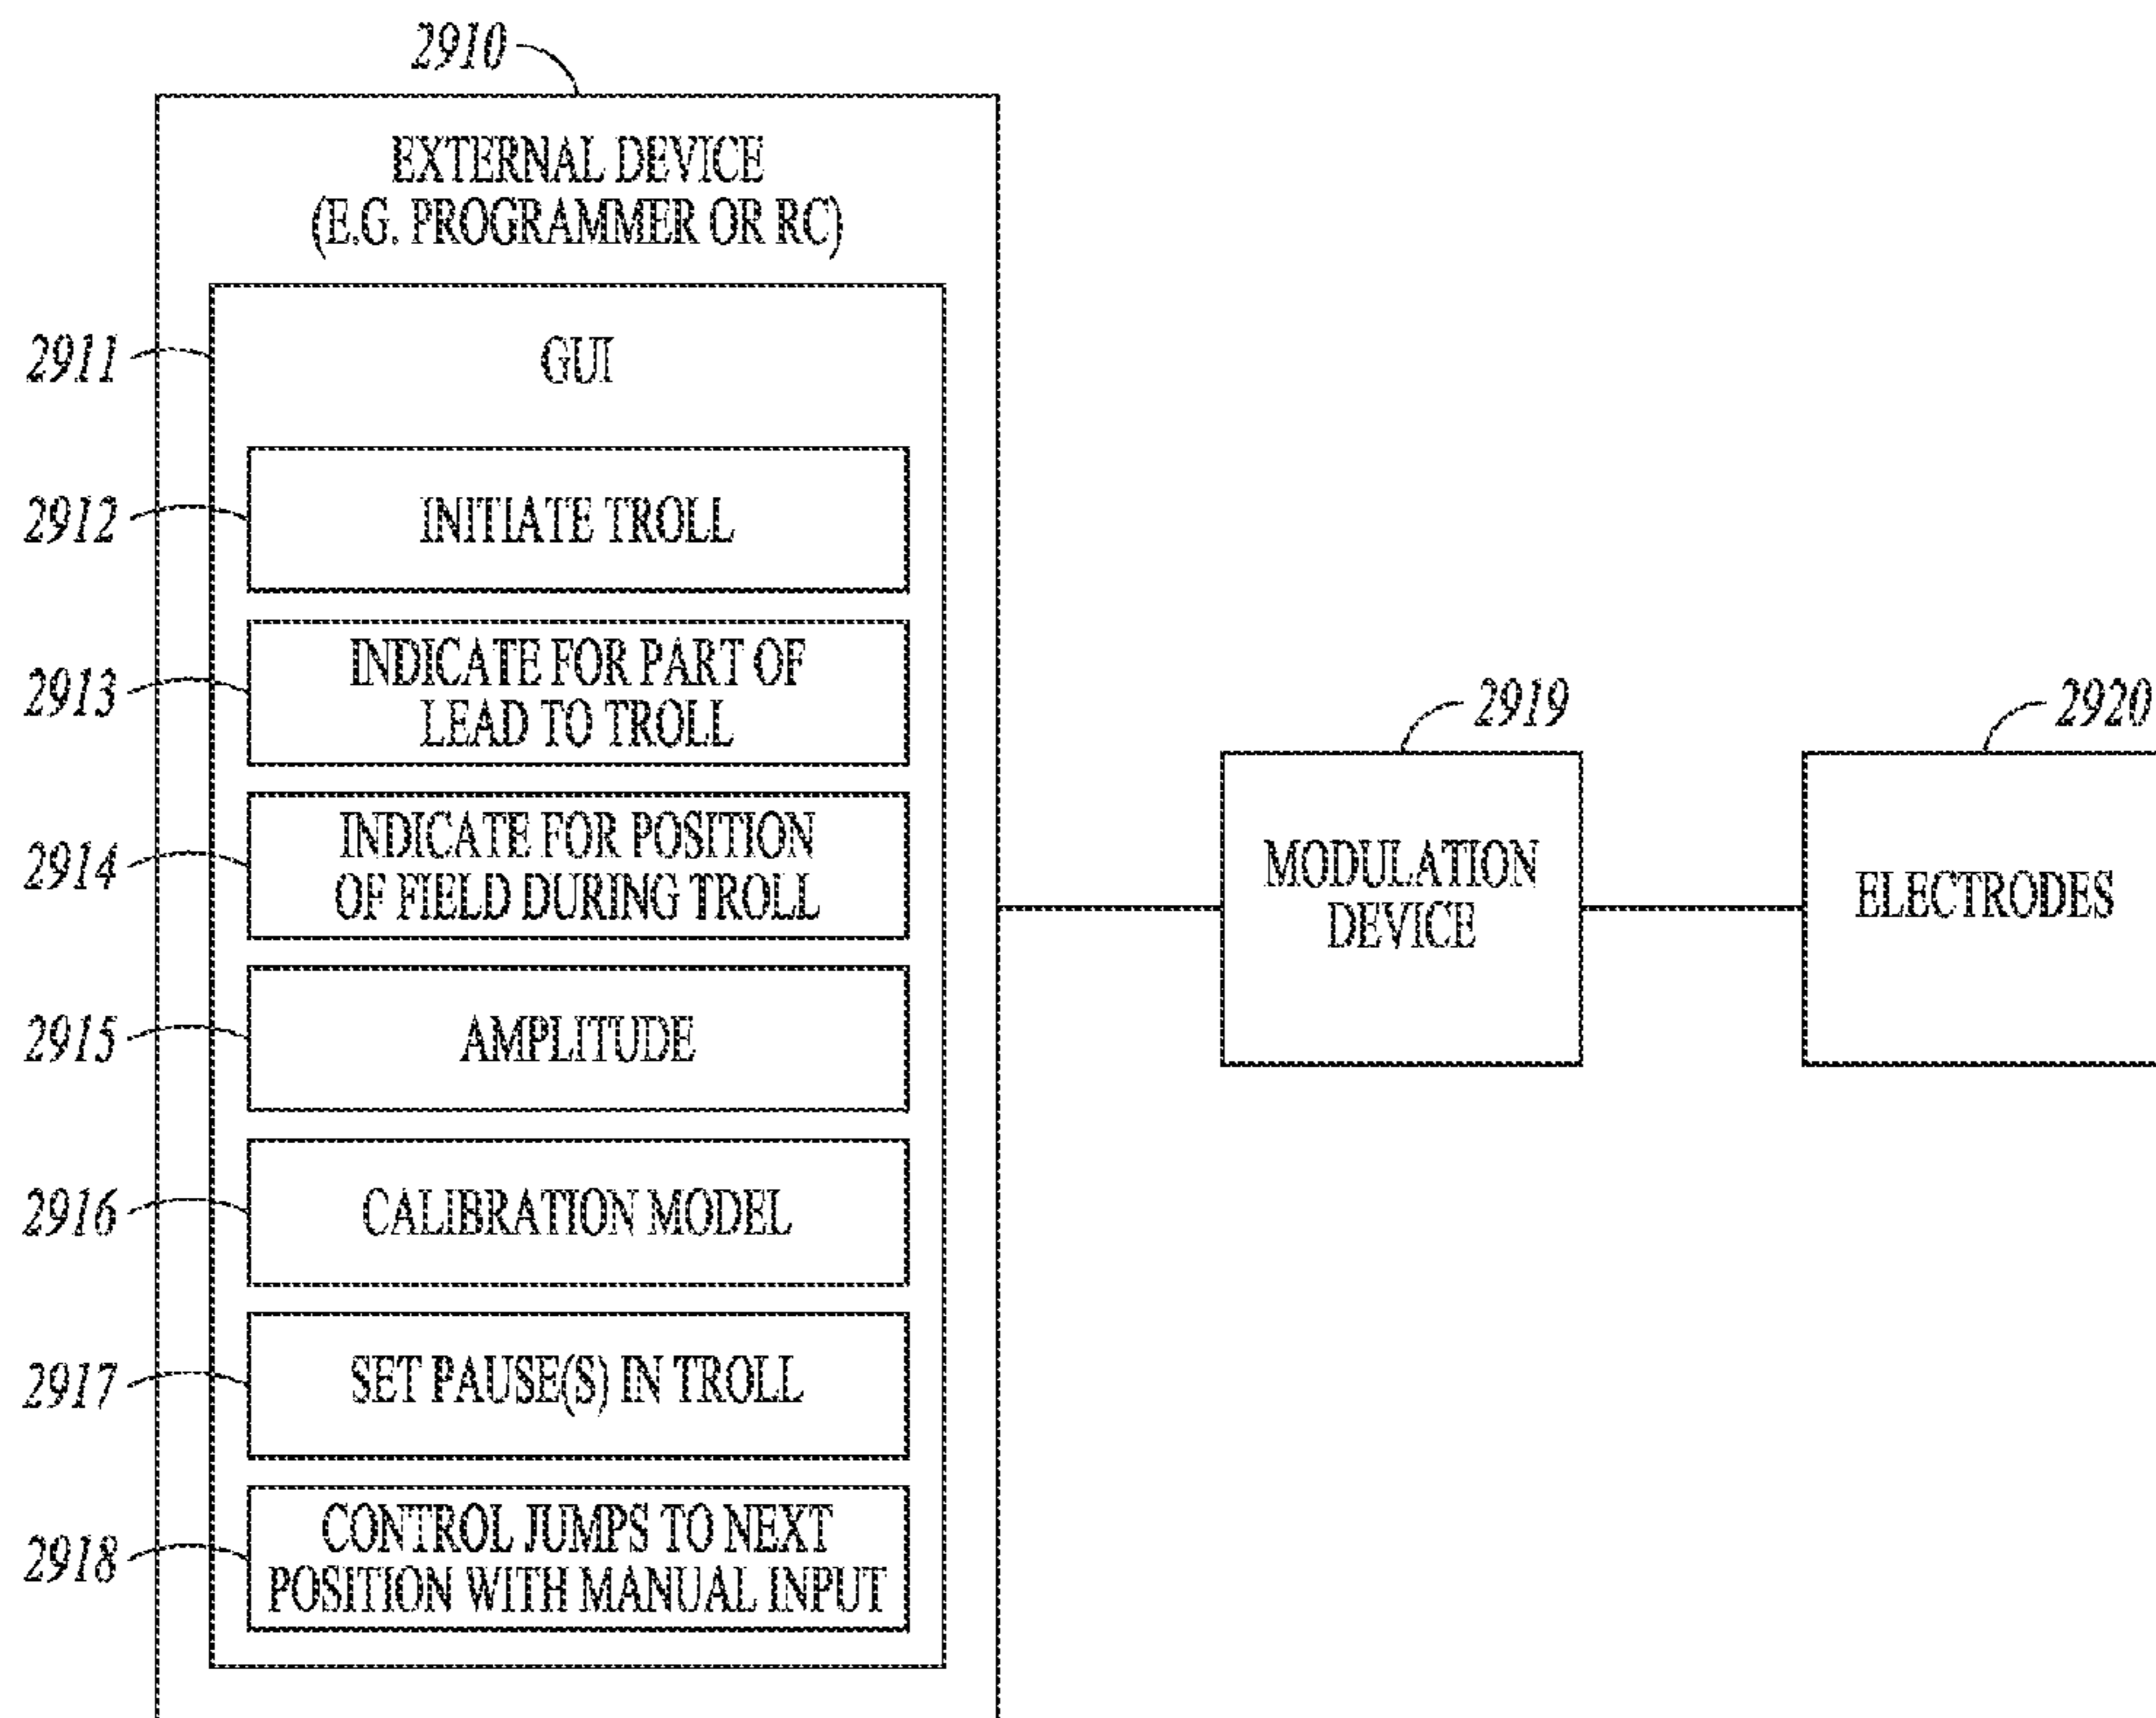 2910
EXTERNAL DEVICE
(E.G. PROGRAMMER OR RC)
2911
GUI
2912
INITIATE TROLL
2913
INDICATE FOR PART OF
LEAD TO TROLL
2914
INDICATE FOR POSITION
OF FIELD DURING TROLL
2915
AMPLITUDE
2916
CALIBRATION MODEL
2917
SET PAUSE(S) IN TROLL
2918
CONTROL JUMPS TO NEXT
POSITION WITH MANUAL INPUT
2919
MODULATION
DEVICE
2920
ELECTRODES